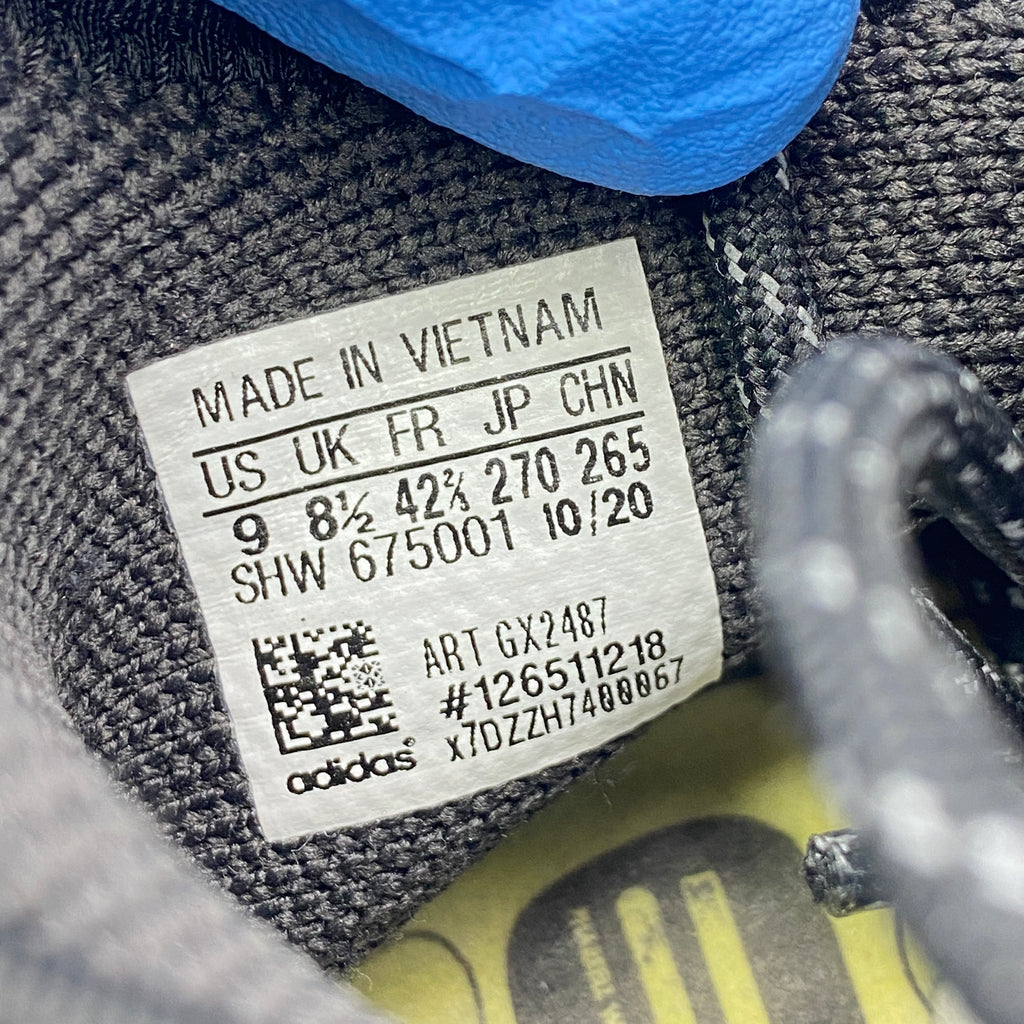 MADE IN VIETNAM
US UK FR JP CHN
9 8½ 42⅔ 270 265
SHW 675001 10/20
ART GX2487
#126511218
x7DZZH7400067
adidas